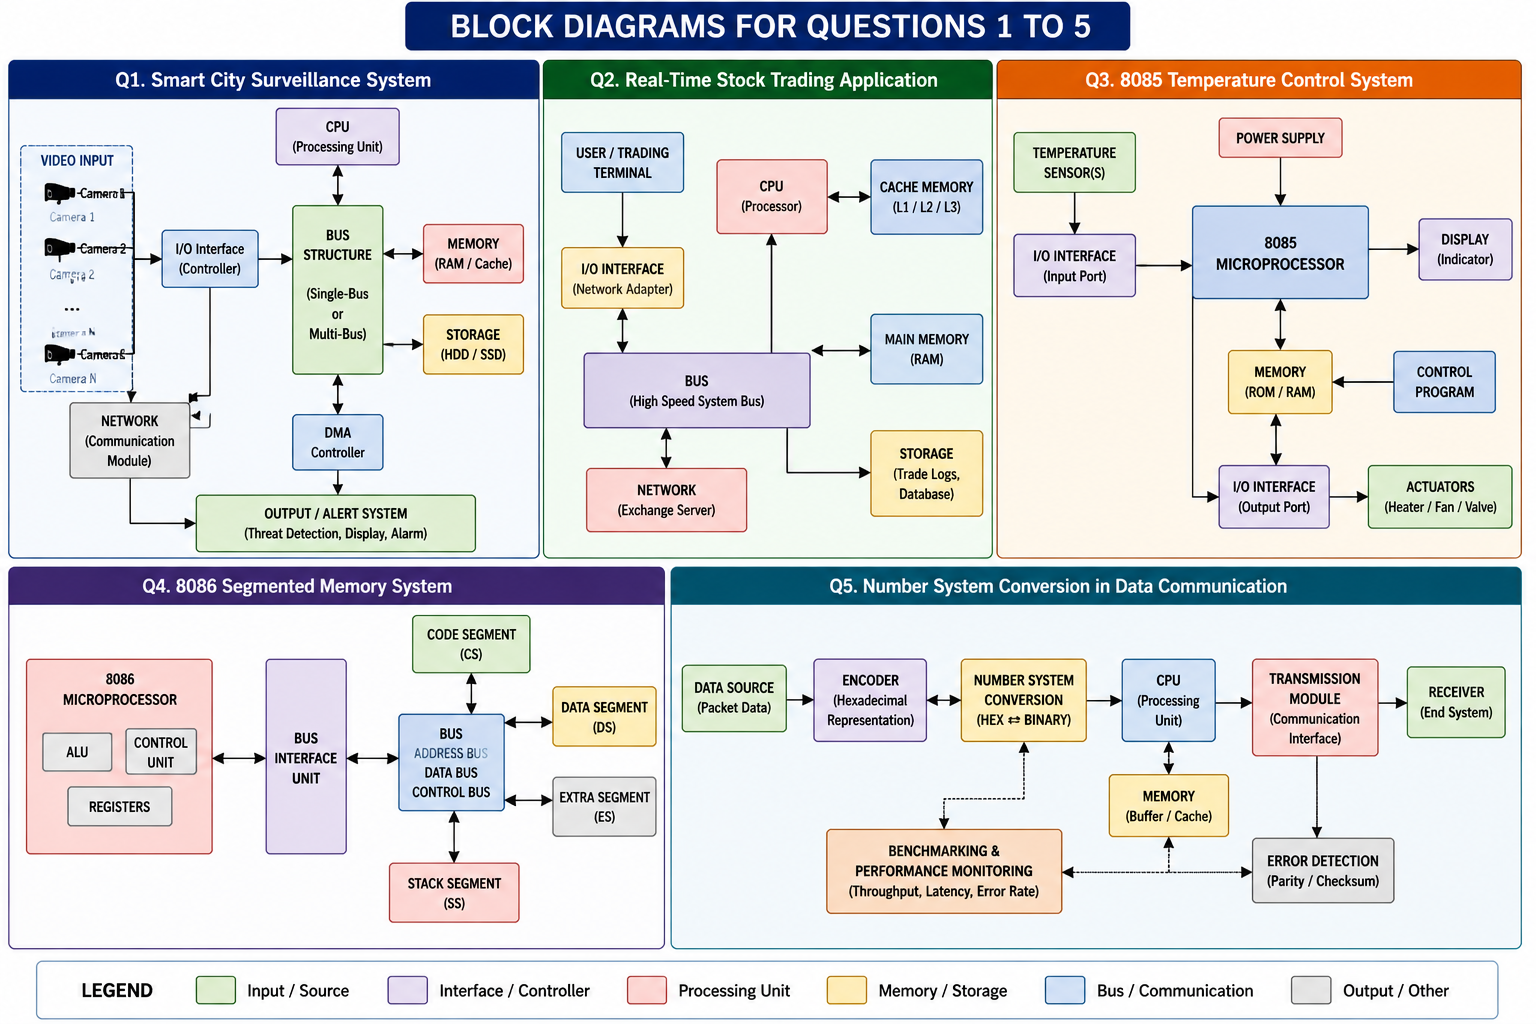 BLOCK DIAGRAMS FOR QUESTIONS 1 TO 5
Q1. Smart City Surveillance System
CPU
(Processing Unit)
VIDEO INPUT
Camera 1
Camera 1
Camera 2
Camera 2
...
Camera
Camera N
I/O Interface
(Controller)
BUS
STRUCTURE
(Single-Bus
or
Multi-Bus)
MEMORY
(RAM / Cache)
STORAGE
(HDD / SSD)
NETWORK
(Communication
Module)
DMA
Controller
OUTPUT / ALERT SYSTEM
(Threat Detection, Display, Alarm)
Q2. Real-Time Stock Trading Application
USER / TRADING
TERMINAL
CPU
(Processor)
CACHE MEMORY
(L1 / L2 / L3)
I/O INTERFACE
(Network Adapter)
MAIN MEMORY
(RAM)
BUS
(High Speed System Bus)
STORAGE
(Trade Logs,
Database)
NETWORK
(Exchange Server)
Q3. 8085 Temperature Control System
POWER SUPPLY
TEMPERATURE
SENSOR(S)
I/O INTERFACE
(Input Port)
8085
MICROPROCESSOR
DISPLAY
(Indicator)
MEMORY
(ROM / RAM)
CONTROL
PROGRAM
I/O INTERFACE
(Output Port)
ACTUATORS
(Heater / Fan / Valve)
Q4. 8086 Segmented Memory System
8086
MICROPROCESSOR
ALU
CONTROL
UNIT
REGISTERS
BUS
INTERFACE
UNIT
CODE SEGMENT
(CS)
BUS
ADDRESS BUS
DATA BUS
CONTROL BUS
DATA SEGMENT
(DS)
EXTRA SEGMENT
(ES)
STACK SEGMENT
(SS)
Q5. Number System Conversion in Data Communication
DATA SOURCE
(Packet Data)
ENCODER
(Hexadecimal
Representation)
NUMBER SYSTEM
CONVERSION
(HEX ⇄ BINARY)
CPU
(Processing
Unit)
TRANSMISSION
MODULE
(Communication
Interface)
RECEIVER
(End System)
MEMORY
(Buffer / Cache)
BENCHMARKING &
PERFORMANCE MONITORING
(Throughput, Latency, Error Rate)
ERROR DETECTION
(Parity / Checksum)
LEGEND
Input / Source
Interface / Controller
Processing Unit
Memory / Storage
Bus / Communication
Output / Other